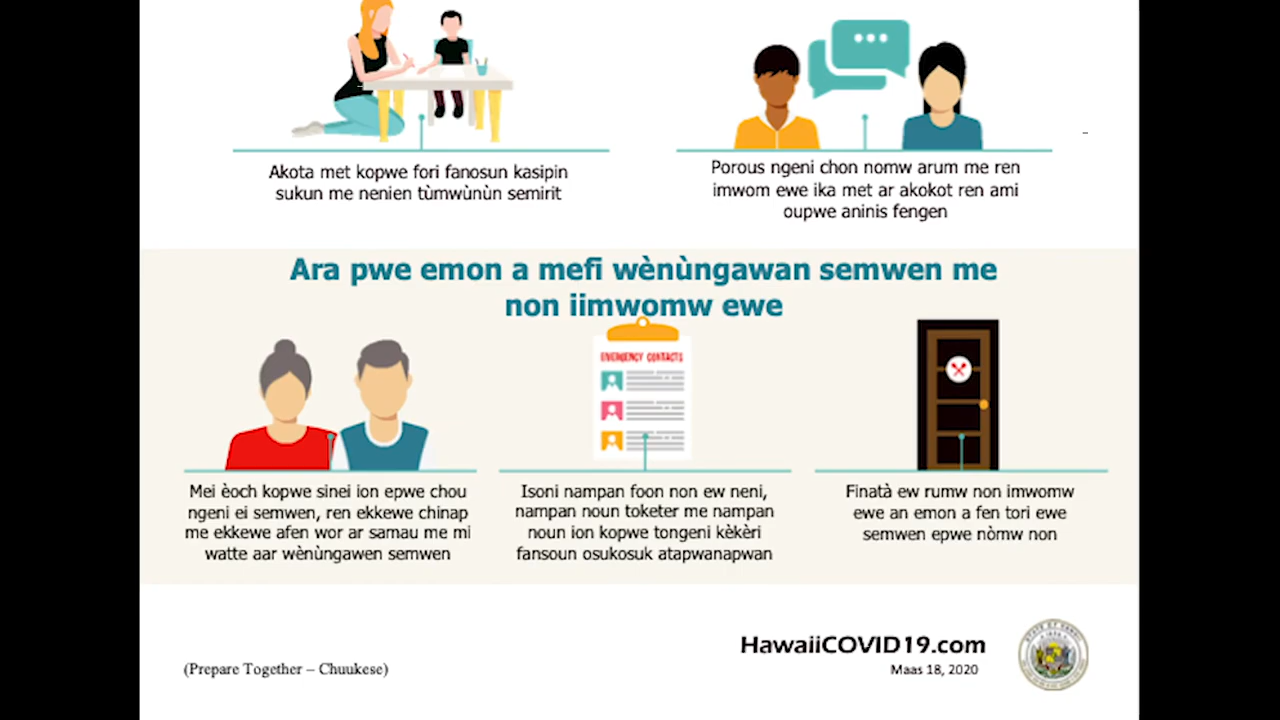 Akota met kopwe fori fanosun kasipin
sukun me nenien tùmwùnùn semirit
Porous ngeni chon nomw arum me ren
imwom ewe ika met ar akokot ren ami
oupwe aninis fengen
Ara pwe emon a mefi wènùngawan semwen me
non iimwomw ewe
EMERGENCY CONTACTS
Mei èoch kopwe sinei ion epwe chou
ngeni ei semwen, ren ekkewe chinap
me ekkewe afen wor ar samau me mi
watte aar wènùngawen semwen
Isoni nampan foon non ew neni,
nampan noun toketer me nampan
noun ion kopwe tongeni kèkèri
fansoun osukosuk atapwanapwan
Finatà ew rumw non imwomw
ewe an emon a fen tori ewe
semwen epwe nòmw non
HawaiiCOVID19.com
(Prepare Together – Chuukese)
Maas 18, 2020